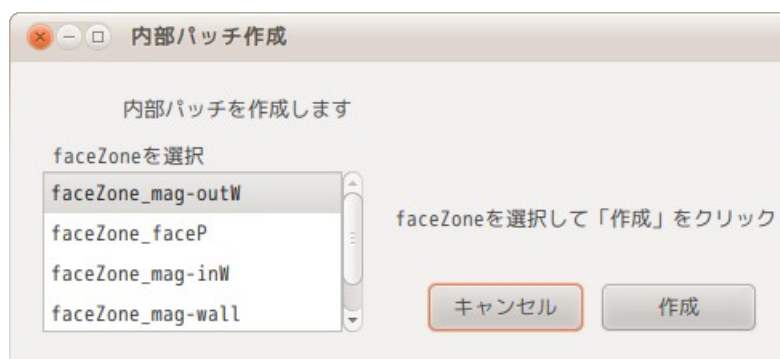 内部パッチ作成
内部パッチを作成します
faceZoneを選択
faceZone_mag-outW
faceZone_faceP
faceZone_mag-inW
faceZone_mag-wall
faceZoneを選択して「作成」をクリック
キャンセル
作成